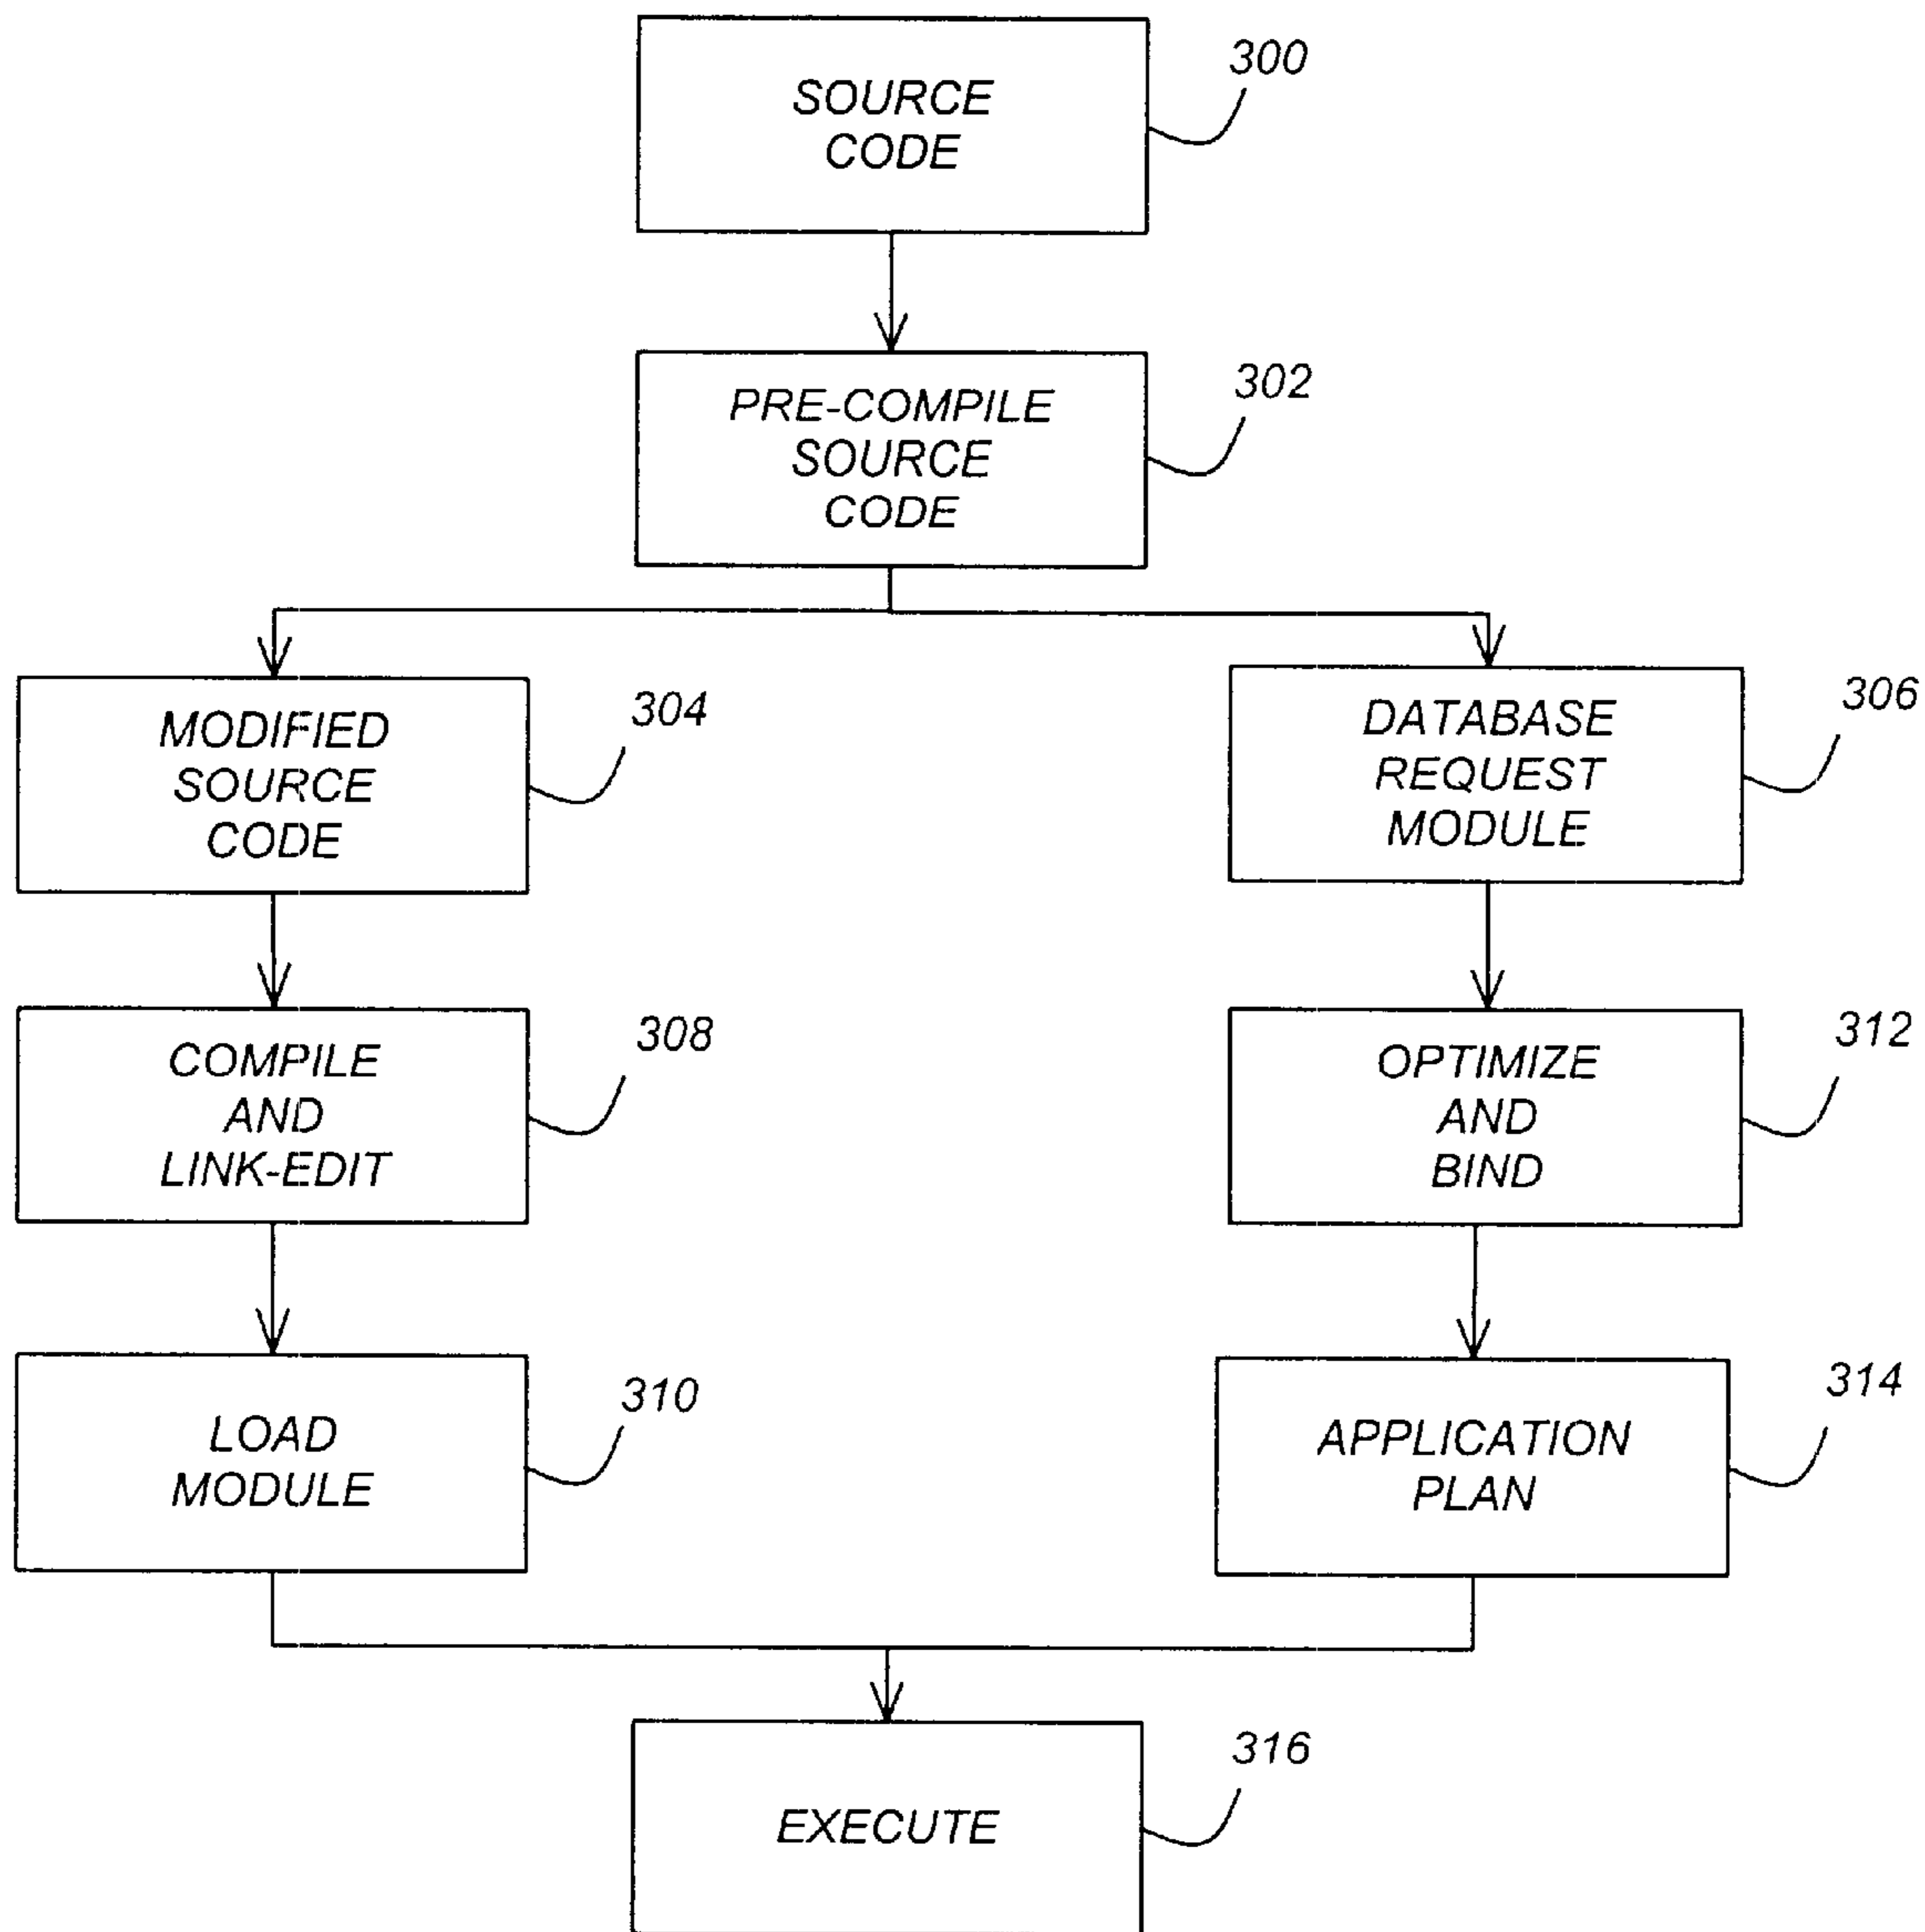 SOURCE
CODE
300
PRE-COMPILE
SOURCE
CODE
302
MODIFIED
SOURCE
CODE
304
DATABASE
REQUEST
MODULE
306
COMPILE
AND
LINK-EDIT
308
OPTIMIZE
AND
BIND
312
LOAD
MODULE
310
APPLICATION
PLAN
314
EXECUTE
316